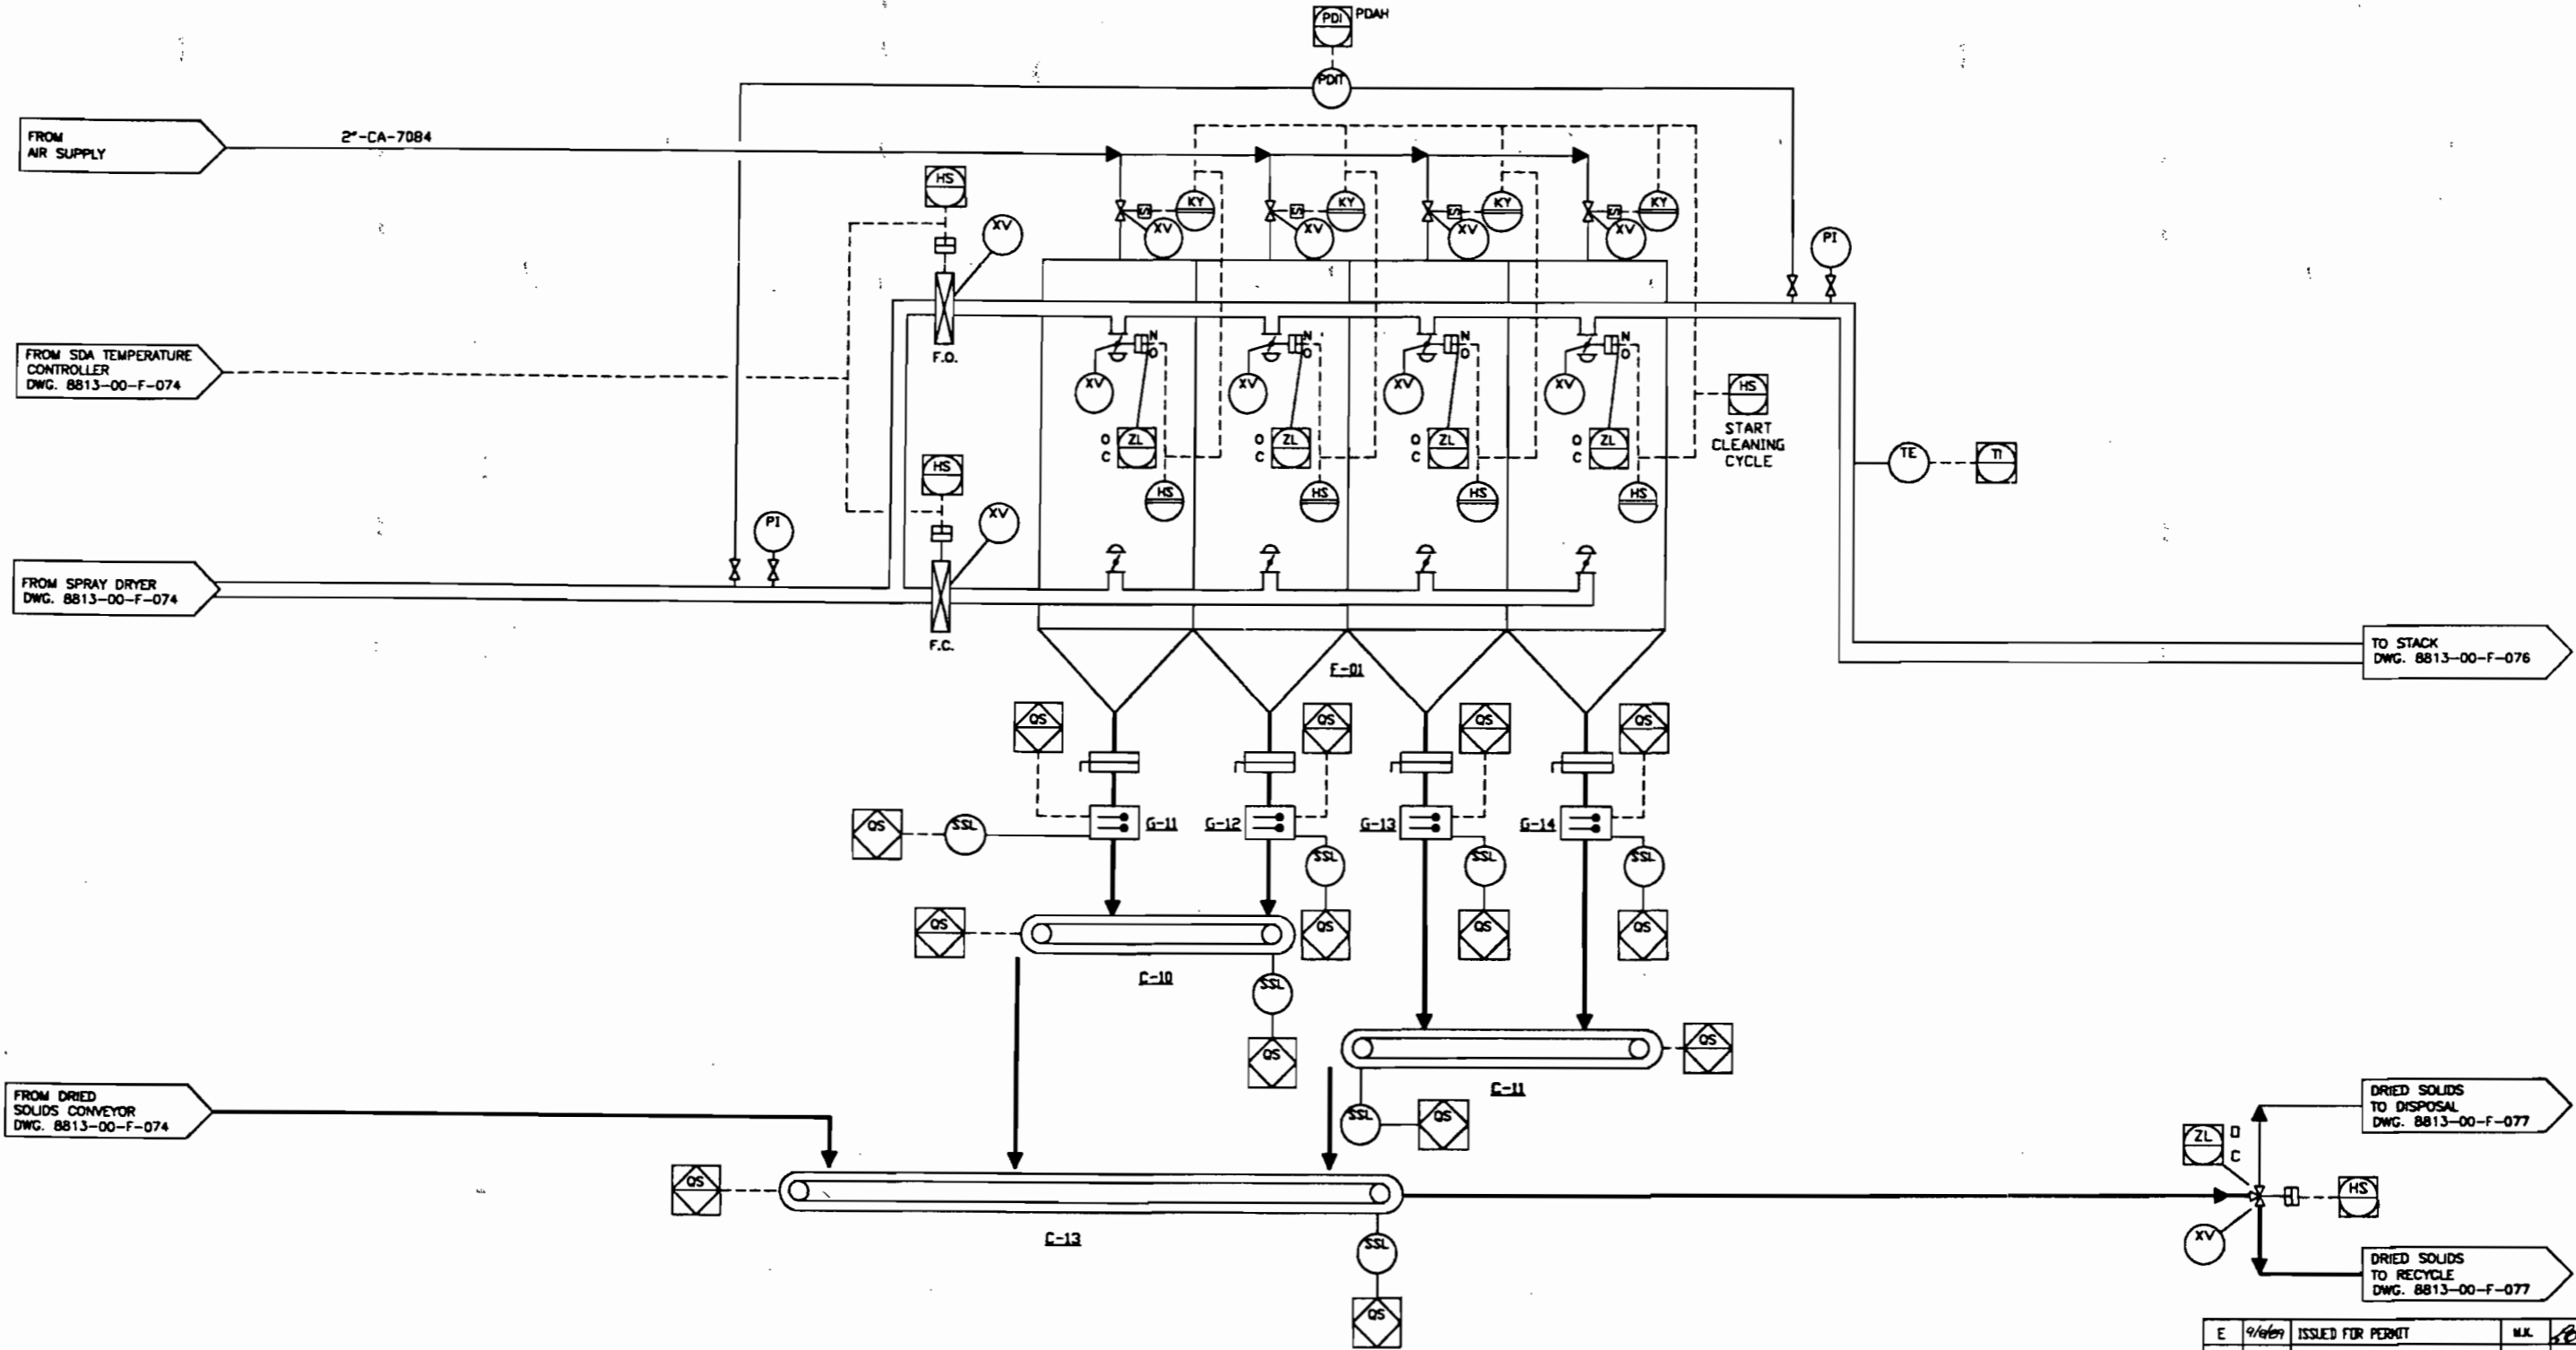 PDI PDAH
PDIT
FROM
AIR SUPPLY
2"-CA-7084
HS
XV
KY
KY
KY
KY
XV
XV
XV
XV
PI
F.O.
N
O
N
O
N
O
N
O
FROM SDA TEMPERATURE
CONTROLLER
DWG. 8813-00-F-074
XV
XV
XV
XV
HS
START
CLEANING
CYCLE
O
C
ZL
O
C
ZL
O
C
ZL
O
C
ZL
TE
TI
HS
HS
HS
HS
HS
XV
PI
FROM SPRAY DRYER
DWG. 8813-00-F-074
F.C.
TO STACK
DWG. 8813-00-F-076
F-01
QS
QS
QS
QS
QS
SSL
G-11
G-12
G-13
G-14
SSL
SSL
SSL
QS
QS
QS
QS
C-10
SSL
QS
QS
C-11
SSL
QS
FROM DRIED
SOLIDS CONVEYOR
DWG. 8813-00-F-074
DRIED SOLIDS
TO DISPOSAL
DWG. 8813-00-F-077
ZL
O
C
QS
HS
C-13
SSL
XV
DRIED SOLIDS
TO RECYCLE
DWG. 8813-00-F-077
QS
E ISSUED FOR PERMIT M.K.